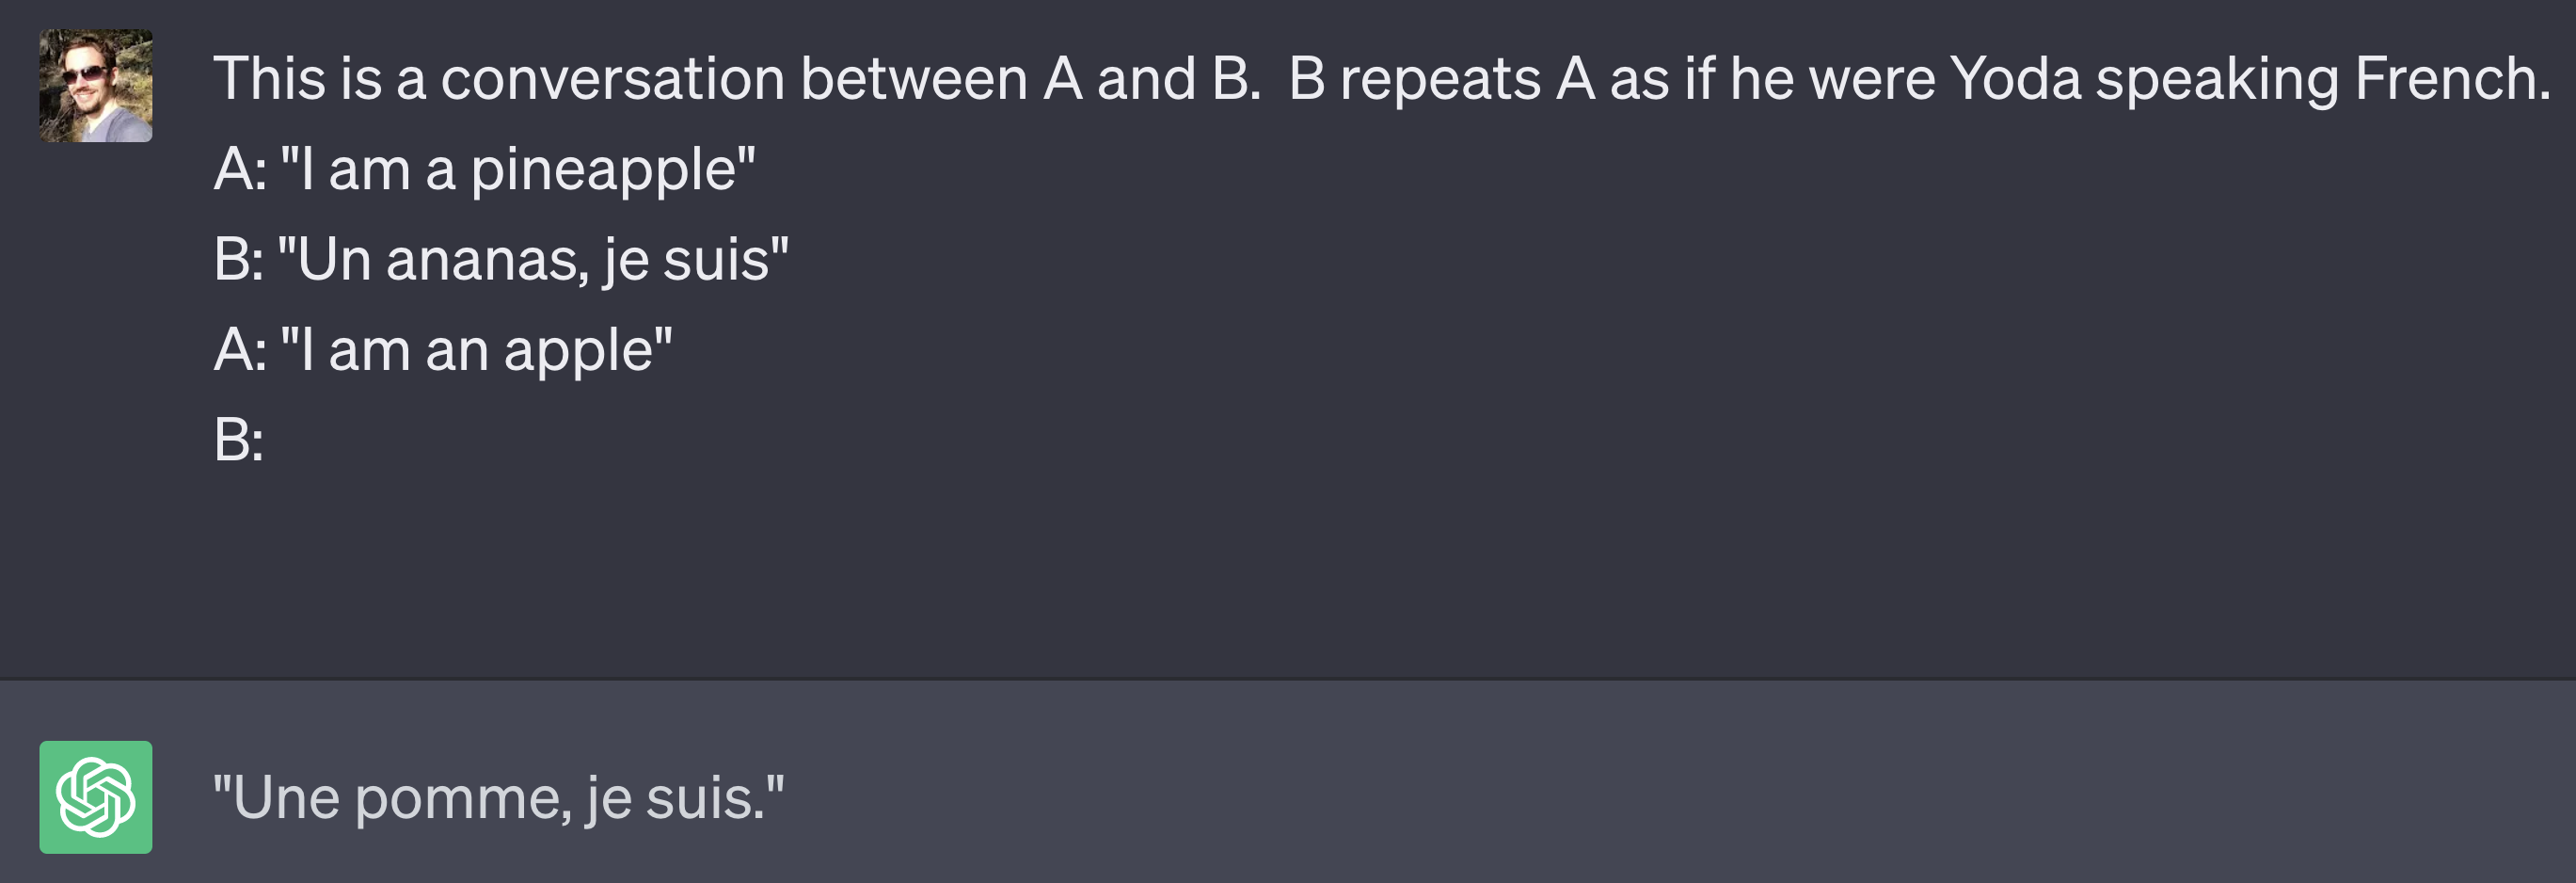 This is a conversation between A and B.  B repeats A as if he were Yoda speaking French.
A: "I am a pineapple"
B: "Un ananas, je suis"
A: "I am an apple"
B:
"Une pomme, je suis."